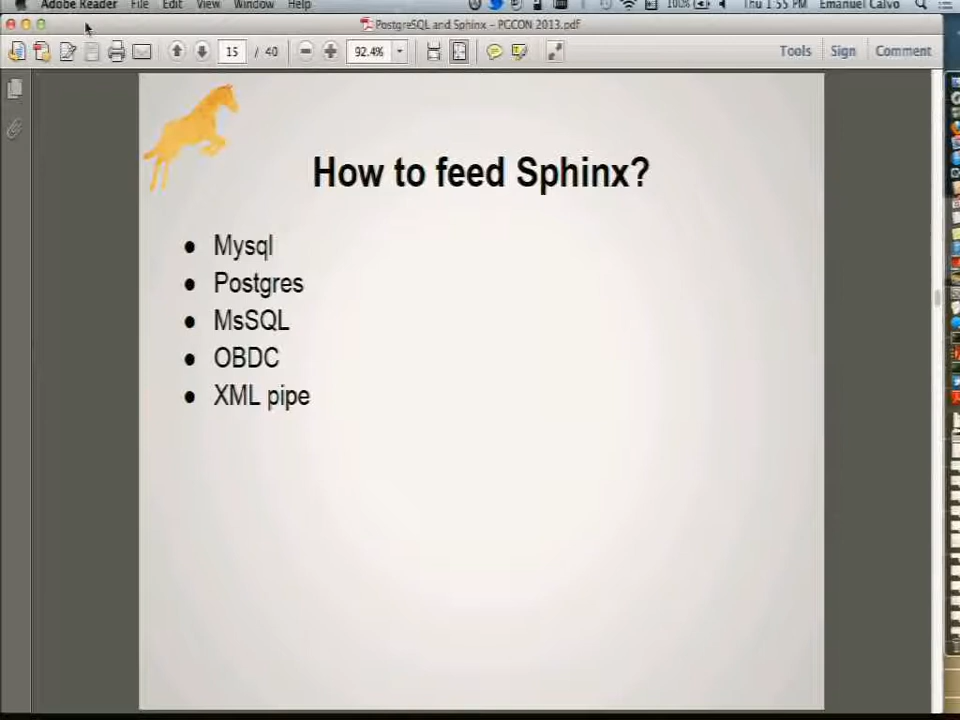 Adobe Reader File Edit View Window Help 100% Thu 1:55 PM Emanuel Calvo
PostgreSQL and Sphinx – PGCON 2013.pdf
15 / 40 92.4% Tools Sign Comment
How to feed Sphinx?
● Mysql
● Postgres
● MsSQL
● OBDC
● XML pipe